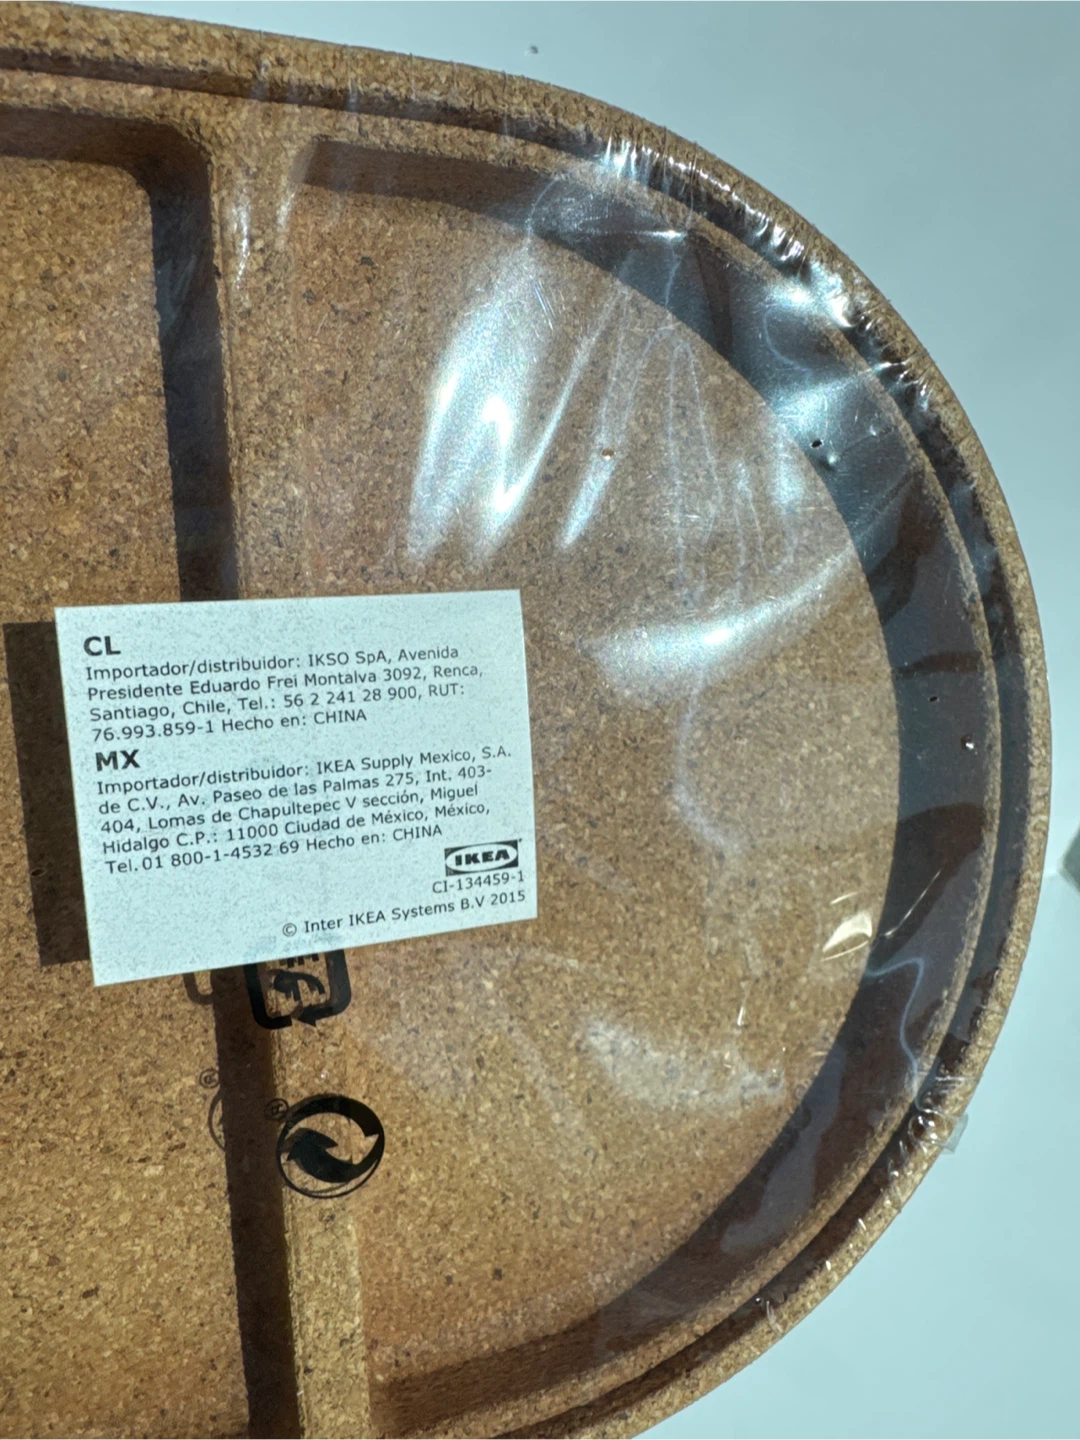 CL
Importador/distribuidor: IKSO SpA, Avenida
Presidente Eduardo Frei Montalva 3092, Renca,
Santiago, Chile, Tel.: 56 2 241 28 900, RUT:
76.993.859-1 Hecho en: CHINA
MX
Importador/distribuidor: IKEA Supply Mexico, S.A.
de C.V., Av. Paseo de las Palmas 275, Int. 403-
404, Lomas de Chapultepec V sección, Miguel
Hidalgo C.P.: 11000 Ciudad de México, México,
Tel. 01 800-1-4532 69 Hecho en: CHINA
IKEA
CI-134459-1
© Inter IKEA Systems B.V 2015
®